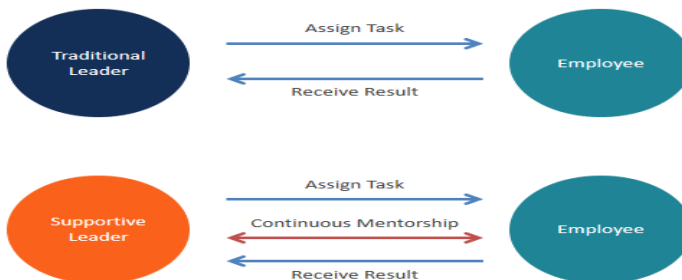 Assign Task
Traditional
Leader
Employee
Receive Result
Assign Task
Supportive
Leader
Continuous Mentorship
Employee
Receive Result